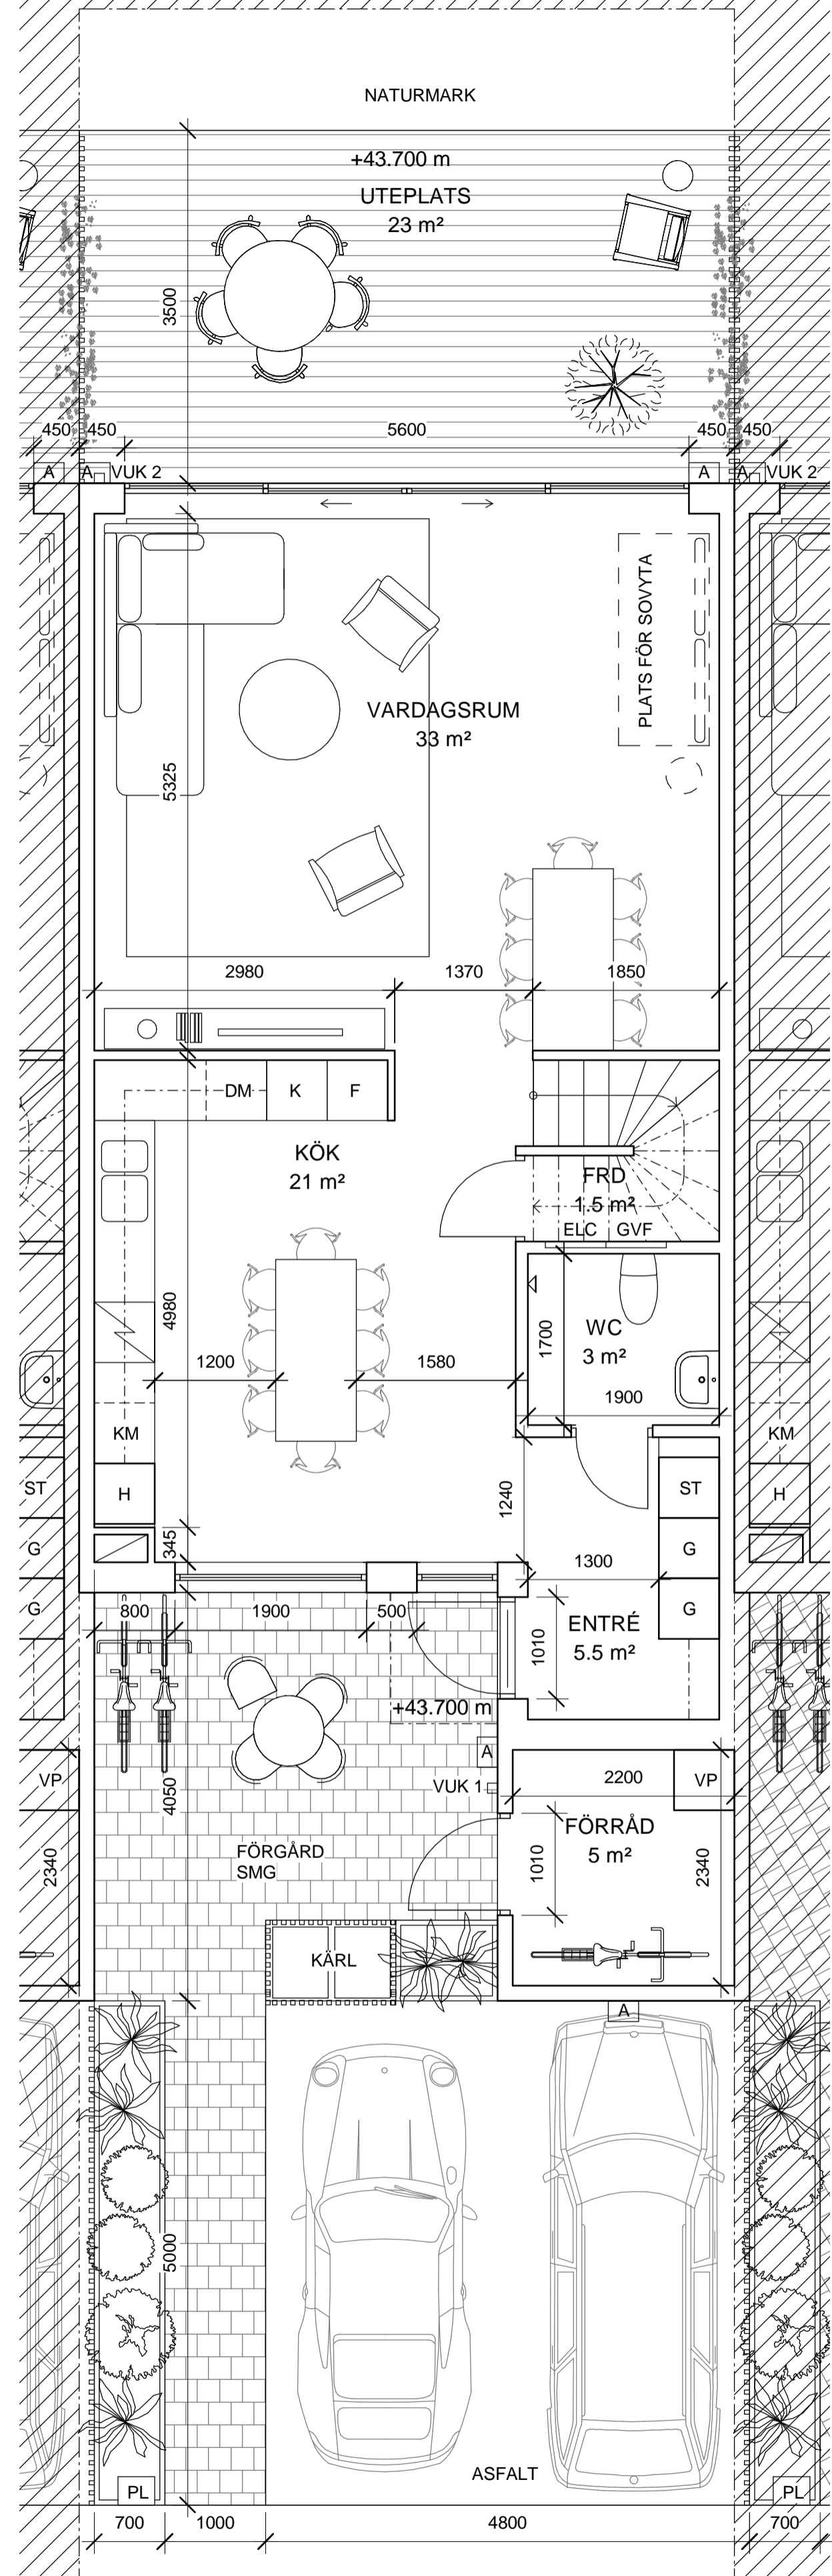 NATURMARK
+43.700 m
UTEPLATS
23 m²
3500
450 450 5600 450 450
A A VUK 2 A A VUK 2
PLATS FÖR SOVYTA
VARDAGSRUM
33 m²
5325
2980 1370 1850
DM K F
KÖK
21 m²
FRD
1.5 m²
ELC GVF
4980
1700
WC
3 m²
1200 1580
1900
KM KM
ST H ST H
1240
G G
345
1300
G G
800 1900 500
ENTRÉ
5.5 m²
1010
+43.700 m
A
VP 2200 VP
VUK 1
4050
FÖRRÅD
5 m²
FÖRGÅRD
SMG
2340 1010 2340
KÄRL
A
5000
ASFALT
PL PL
700 1000 4800 700